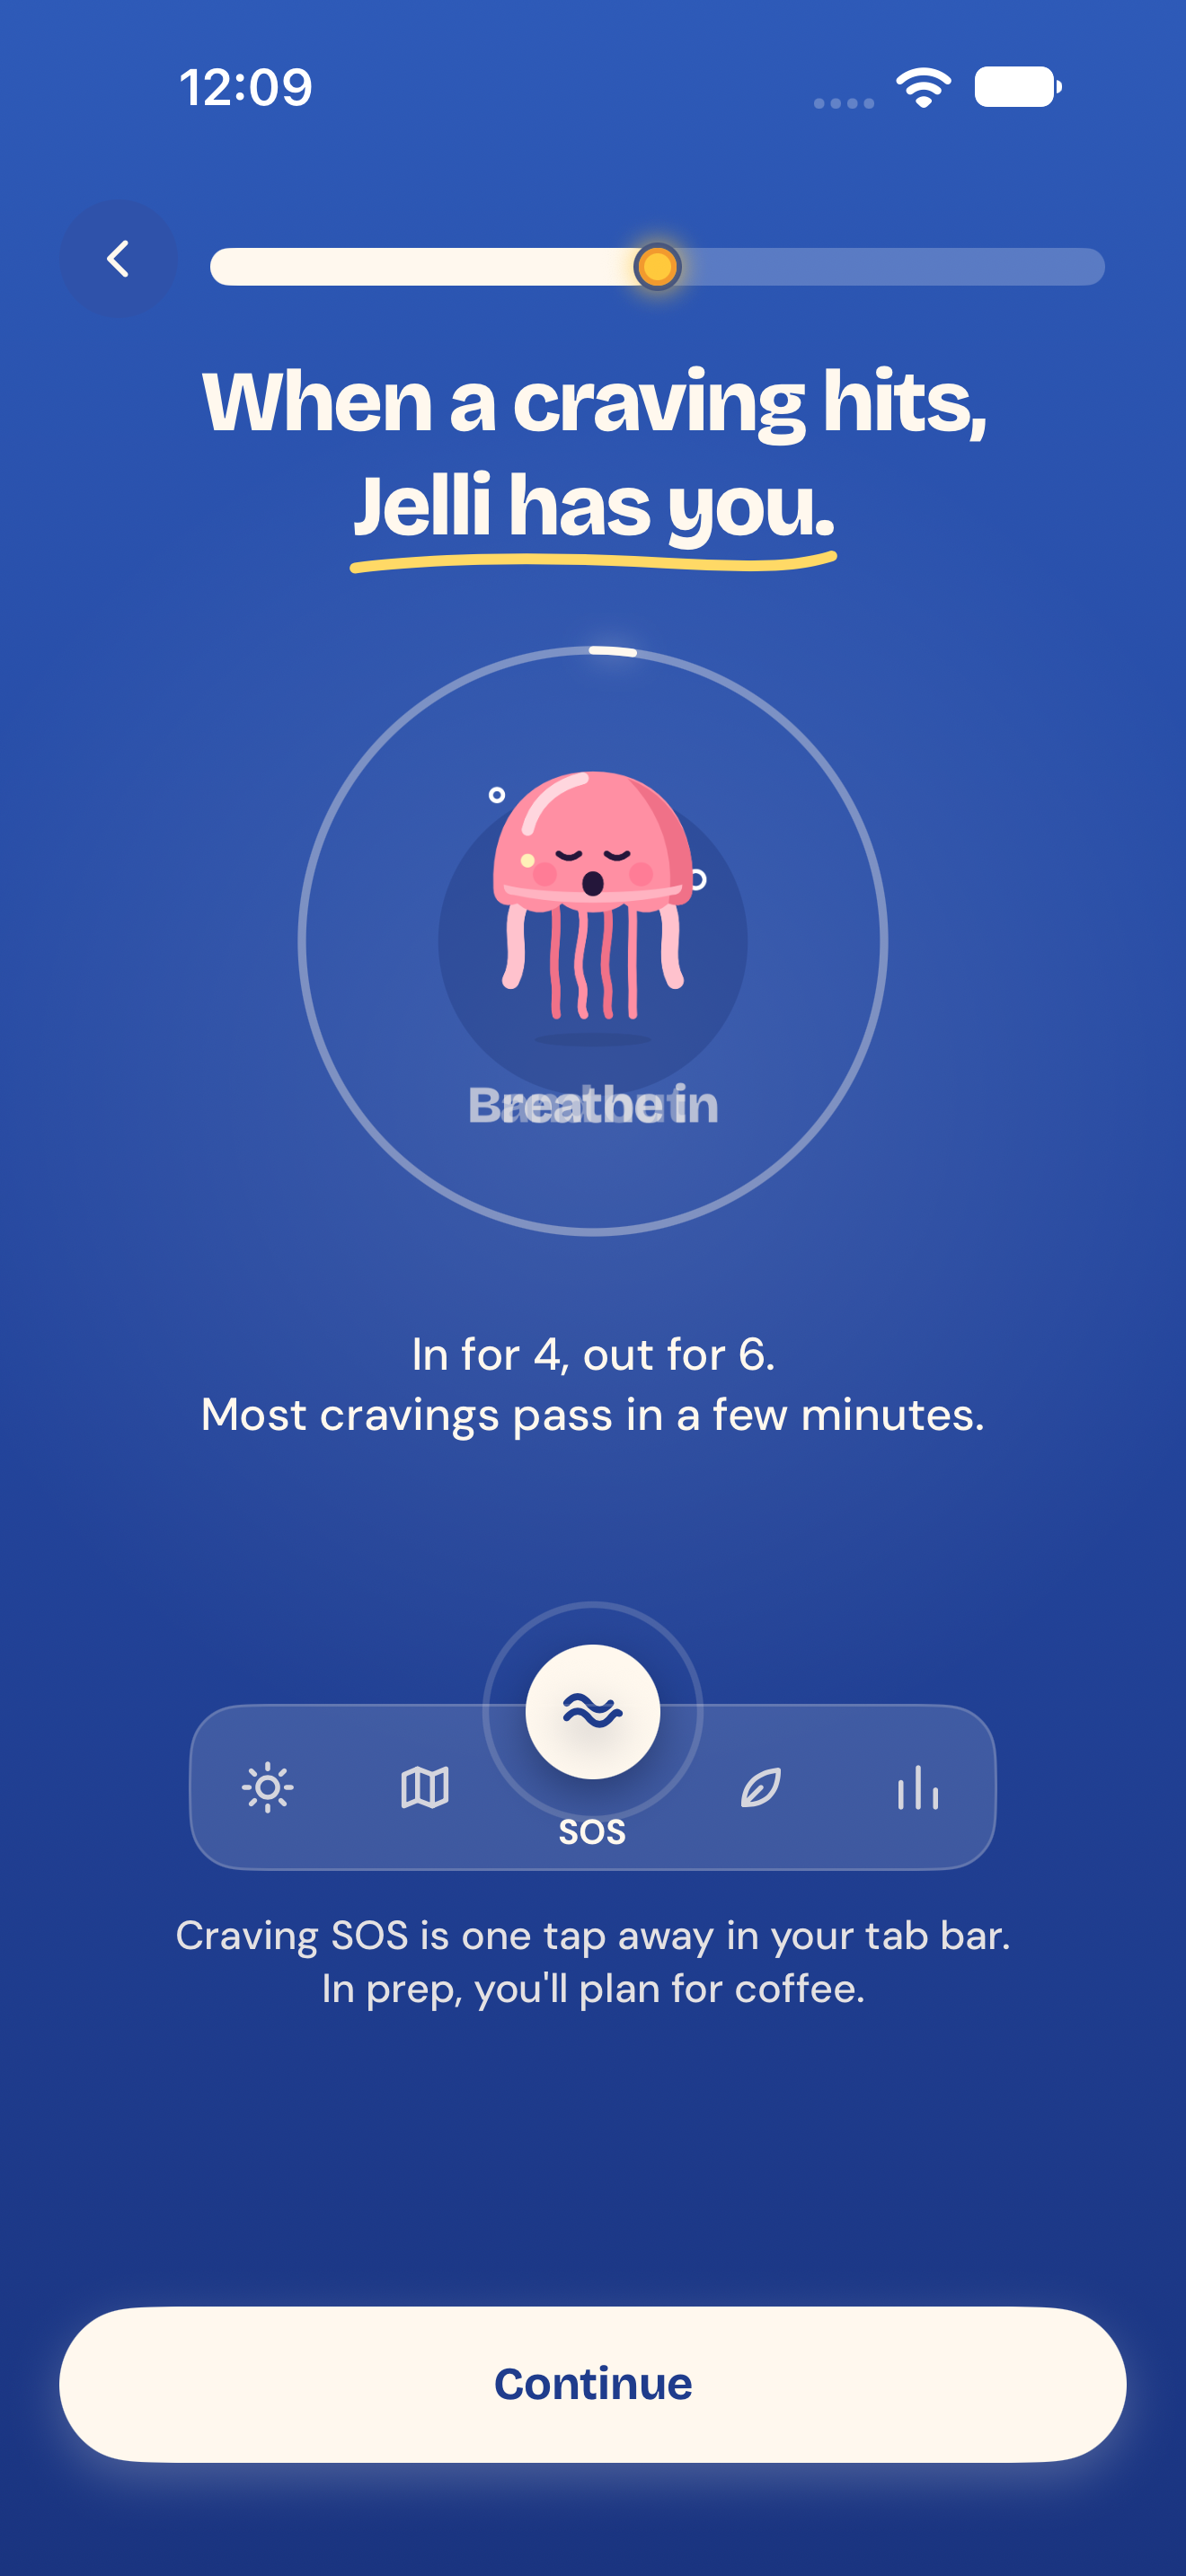 12:09
When a craving hits,
Jelli has you.
Breathe in
In for 4, out for 6.
Most cravings pass in a few minutes.
SOS
Craving SOS is one tap away in your tab bar.
In prep, you'll plan for coffee.
Continue